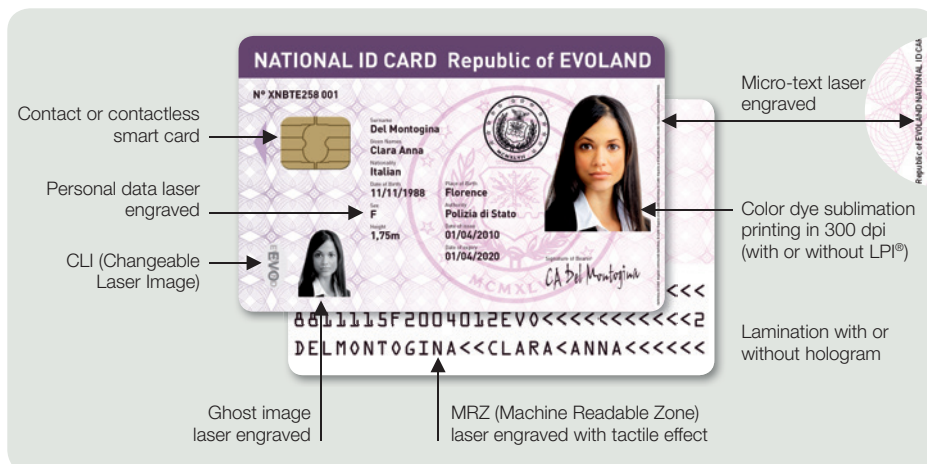 NATIONAL ID CARD Republic of EVOLAND
N° XNBTE258 001
Contact or contactless
smart card
Personal data laser
engraved
CLI (Changeable
Laser Image)
Surname
Del Montogina
Given Names
Clara Anna
Nationality
Italian
Date of Birth
11/11/1988
Place of Birth
Florence
Sex
F
Authority
Polizia di Stato
Height
1,75m
Date of issue
01/04/2010
Date of expiry
01/04/2020
Signature of Bearer
CA Del Montogina
EVO
MCMXLVII
<<<
8811115F2004012EVO<<<<<<<<<<<2
DELMONTOGINA<<CLARA<ANNA<<<<<<
Micro-text laser
engraved
Republic of EVOLAND NATIONAL ID CA
Color dye sublimation
printing in 300 dpi
(with or without LPI®)
Lamination with or
without hologram
Ghost image
laser engraved
MRZ (Machine Readable Zone)
laser engraved with tactile effect